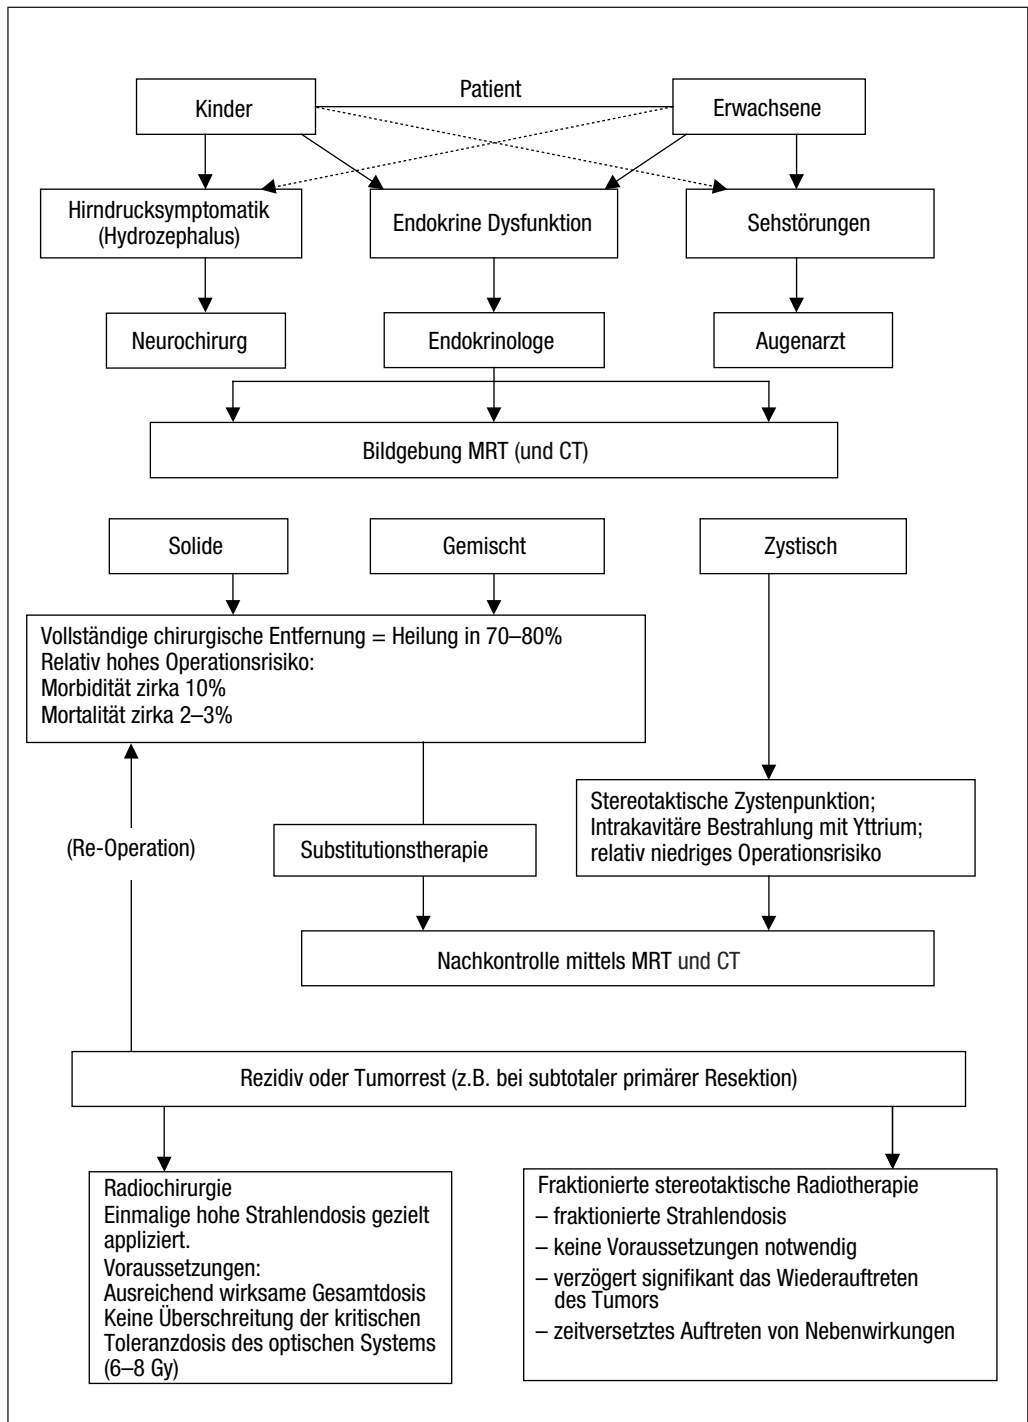 Patient
Kinder
Erwachsene
Hirndrucksymptomatik
(Hydrozephalus)
Endokrine Dysfunktion
Sehstörungen
Neurochirurg
Endokrinologe
Augenarzt
Bildgebung MRT (und CT)
Solide
Gemischt
Zystisch
Vollständige chirurgische Entfernung = Heilung in 70–80%
Relativ hohes Operationsrisiko:
Morbidität zirka 10%
Mortalität zirka 2–3%
Stereotaktische Zystenpunktion;
Intrakavitäre Bestrahlung mit Yttrium;
relativ niedriges Operationsrisiko
(Re-Operation)
Substitutionstherapie
Nachkontrolle mittels MRT und CT
Rezidiv oder Tumorrest (z.B. bei subtotaler primärer Resektion)
Radiochirurgie
Einmalige hohe Strahlendosis gezielt
appliziert.
Voraussetzungen:
Ausreichend wirksame Gesamtdosis
Keine Überschreitung der kritischen
Toleranzdosis des optischen Systems
(6–8 Gy)
Fraktionierte stereotaktische Radiotherapie
– fraktionierte Strahlendosis
– keine Voraussetzungen notwendig
– verzögert signifikant das Wiederauftreten
des Tumors
– zeitversetztes Auftreten von Nebenwirkungen